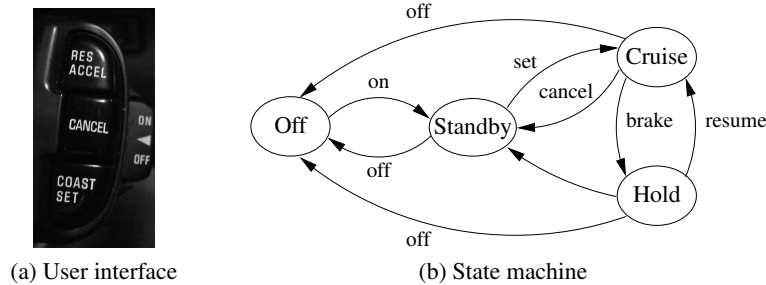 RES
ACCEL
CANCEL
ON
OFF
COAST
SET
(a) User interface
off
on
set
cancel
Cruise
Off
Standby
brake
resume
off
Hold
off
(b) State machine